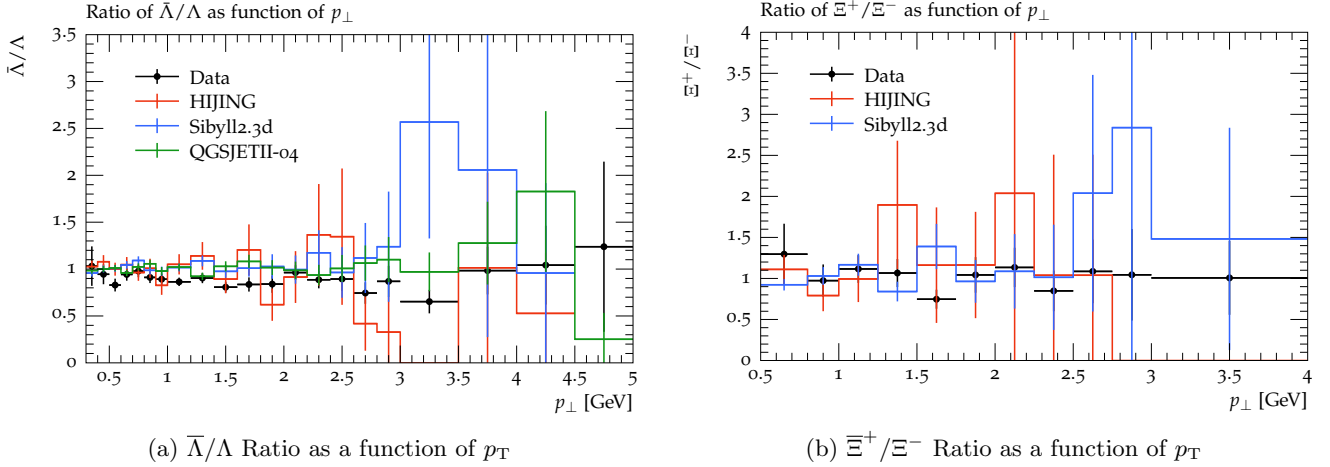 Ratio of Λ̄/Λ as function of p⊥
Λ̄/Λ
3.5
3
2.5
2
1.5
1
0.5
0
Data
HIJING
Sibyll2.3d
QGSJETII-04
0.5 1 1.5 2 2.5 3 3.5 4 4.5 5
p⊥ [GeV]
(a) Λ̄/Λ Ratio as a function of pT
Ratio of Ξ⁺/Ξ⁻ as function of p⊥
Ξ⁺/Ξ⁻
4
3.5
3
2.5
2
1.5
1
0.5
0
Data
HIJING
Sibyll2.3d
0.5 1 1.5 2 2.5 3 3.5 4
p⊥ [GeV]
(b) Ξ̄⁺/Ξ⁻ Ratio as a function of pT